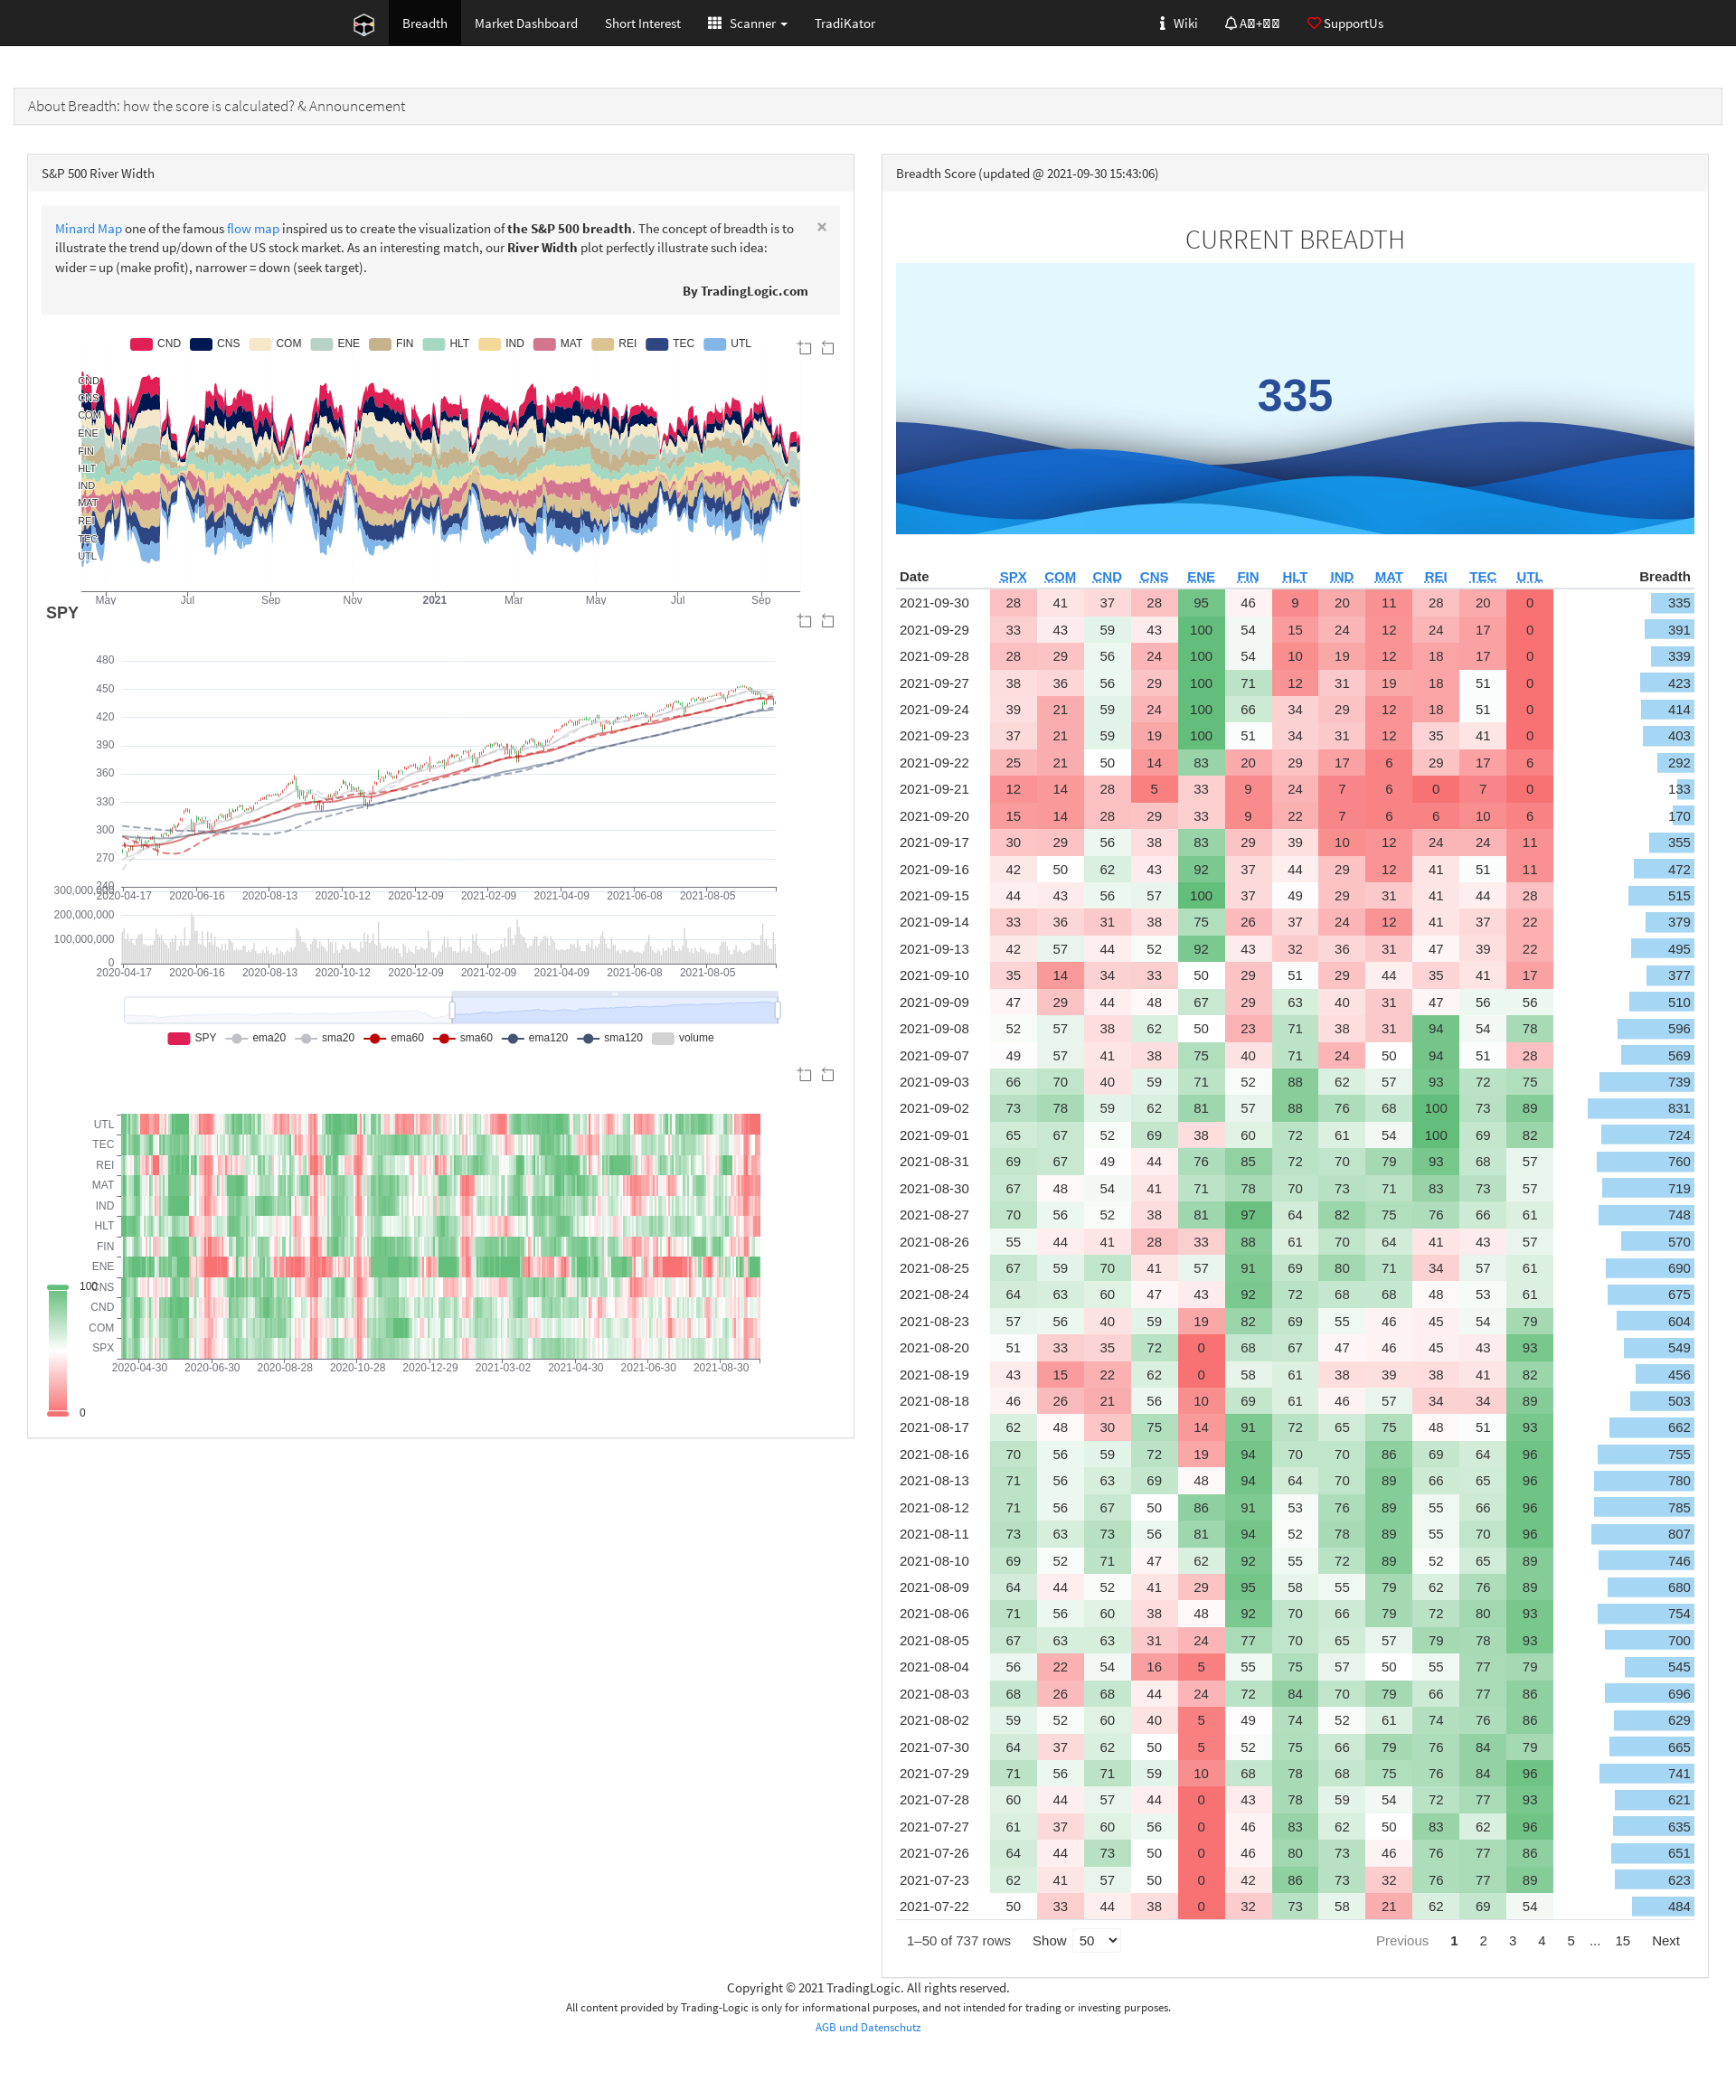 Breadth Market Dashboard Short Interest Scanner TradiKator Wiki SupportUs
About Breadth: how the score is calculated? & Announcement
S&P 500 River Width
Minard Map one of the famous flow map inspired us to create the visualization of the S&P 500 breadth. The concept of breadth is to
illustrate the trend up/down of the US stock market. As an interesting match, our River Width plot perfectly illustrate such idea:
wider = up (make profit), narrower = down (seek target).
×
By TradingLogic.com
CND CNS COM ENE FIN HLT IND MAT REI TEC UTL
CND
CNS
COM
ENE
FIN
HLT
IND
MAT
REI
TEC
UTL
May Jul Sep Nov 2021 Mar May Jul Sep
SPY
480
450
420
390
360
330
300
270
240
2020-04-17 2020-06-16 2020-08-13 2020-10-12 2020-12-09 2021-02-09 2021-04-09 2021-06-08 2021-08-05
300,000,000
200,000,000
100,000,000
0
2020-04-17 2020-06-16 2020-08-13 2020-10-12 2020-12-09 2021-02-09 2021-04-09 2021-06-08 2021-08-05
SPY ema20 sma20 ema60 sma60 ema120 sma120 volume
UTL
TEC
REI
MAT
IND
HLT
FIN
ENE
CNS
CND
COM
SPX
2020-04-30 2020-06-30 2020-08-28 2020-10-28 2020-12-29 2021-03-02 2021-04-30 2021-06-30 2021-08-30
100
0
Breadth Score (updated @ 2021-09-30 15:43:06)
CURRENT BREADTH
335
Date SPX COM CND CNS ENE FIN HLT IND MAT REI TEC UTL Breadth
2021-09-30 28 41 37 28 95 46 9 20 11 28 20 0 335
2021-09-29 33 43 59 43 100 54 15 24 12 24 17 0 391
2021-09-28 28 29 56 24 100 54 10 19 12 18 17 0 339
2021-09-27 38 36 56 29 100 71 12 31 19 18 51 0 423
2021-09-24 39 21 59 24 100 66 34 29 12 18 51 0 414
2021-09-23 37 21 59 19 100 51 34 31 12 35 41 0 403
2021-09-22 25 21 50 14 83 20 29 17 6 29 17 6 292
2021-09-21 12 14 28 5 33 9 24 7 6 0 7 0 133
2021-09-20 15 14 28 29 33 9 22 7 6 6 10 6 170
2021-09-17 30 29 56 38 83 29 39 10 12 24 24 11 355
2021-09-16 42 50 62 43 92 37 44 29 12 41 51 11 472
2021-09-15 44 43 56 57 100 37 49 29 31 41 44 28 515
2021-09-14 33 36 31 38 75 26 37 24 12 41 37 22 379
2021-09-13 42 57 44 52 92 43 32 36 31 47 39 22 495
2021-09-10 35 14 34 33 50 29 51 29 44 35 41 17 377
2021-09-09 47 29 44 48 67 29 63 40 31 47 56 56 510
2021-09-08 52 57 38 62 50 23 71 38 31 94 54 78 596
2021-09-07 49 57 41 38 75 40 71 24 50 94 51 28 569
2021-09-03 66 70 40 59 71 52 88 62 57 93 72 75 739
2021-09-02 73 78 59 62 81 57 88 76 68 100 73 89 831
2021-09-01 65 67 52 69 38 60 72 61 54 100 69 82 724
2021-08-31 69 67 49 44 76 85 72 70 79 93 68 57 760
2021-08-30 67 48 54 41 71 78 70 73 71 83 73 57 719
2021-08-27 70 56 52 38 81 97 64 82 75 76 66 61 748
2021-08-26 55 44 41 28 33 88 61 70 64 41 43 57 570
2021-08-25 67 59 70 41 57 91 69 80 71 34 57 61 690
2021-08-24 64 63 60 47 43 92 72 68 68 48 53 61 675
2021-08-23 57 56 40 59 19 82 69 55 46 45 54 79 604
2021-08-20 51 33 35 72 0 68 67 47 46 45 43 93 549
2021-08-19 43 15 22 62 0 58 61 38 39 38 41 82 456
2021-08-18 46 26 21 56 10 69 61 46 57 34 34 89 503
2021-08-17 62 48 30 75 14 91 72 65 75 48 51 93 662
2021-08-16 70 56 59 72 19 94 70 70 86 69 64 96 755
2021-08-13 71 56 63 69 48 94 64 70 89 66 65 96 780
2021-08-12 71 56 67 50 86 91 53 76 89 55 66 96 785
2021-08-11 73 63 73 56 81 94 52 78 89 55 70 96 807
2021-08-10 69 52 71 47 62 92 55 72 89 52 65 89 746
2021-08-09 64 44 52 41 29 95 58 55 79 62 76 89 680
2021-08-06 71 56 60 38 48 92 70 66 79 72 80 93 754
2021-08-05 67 63 63 31 24 77 70 65 57 79 78 93 700
2021-08-04 56 22 54 16 5 55 75 57 50 55 77 79 545
2021-08-03 68 26 68 44 24 72 84 70 79 66 77 86 696
2021-08-02 59 52 60 40 5 49 74 52 61 74 76 86 629
2021-07-30 64 37 62 50 5 52 75 66 79 76 84 79 665
2021-07-29 71 56 71 59 10 68 78 68 75 76 84 96 741
2021-07-28 60 44 57 44 0 43 78 59 54 72 77 93 621
2021-07-27 61 37 60 56 0 46 83 62 50 83 62 96 635
2021-07-26 64 44 73 50 0 46 80 73 46 76 77 86 651
2021-07-23 62 41 57 50 0 42 86 73 32 76 77 89 623
2021-07-22 50 33 44 38 0 32 73 58 21 62 69 54 484
1–50 of 737 rows Show 50 Previous 1 2 3 4 5 ... 15 Next
Copyright © 2021 TradingLogic. All rights reserved.
All content provided by Trading-Logic is only for informational purposes, and not intended for trading or investing purposes.
AGB und Datenschutz